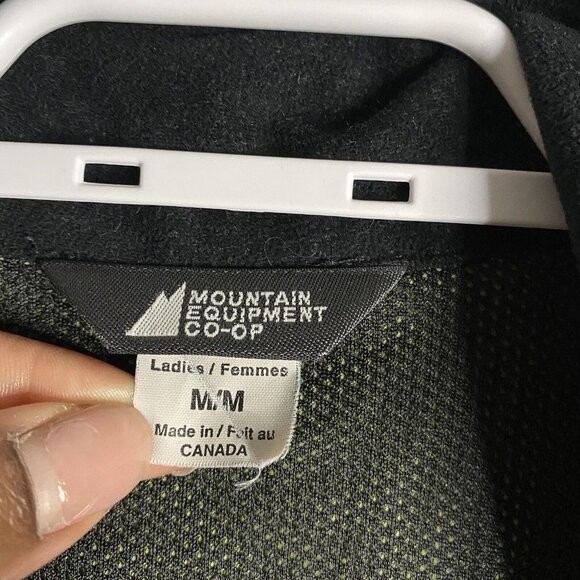 MOUNTAIN
EQUIPMENT
CO-OP
Ladies / Femmes
M/M
Made in / Fait au
CANADA